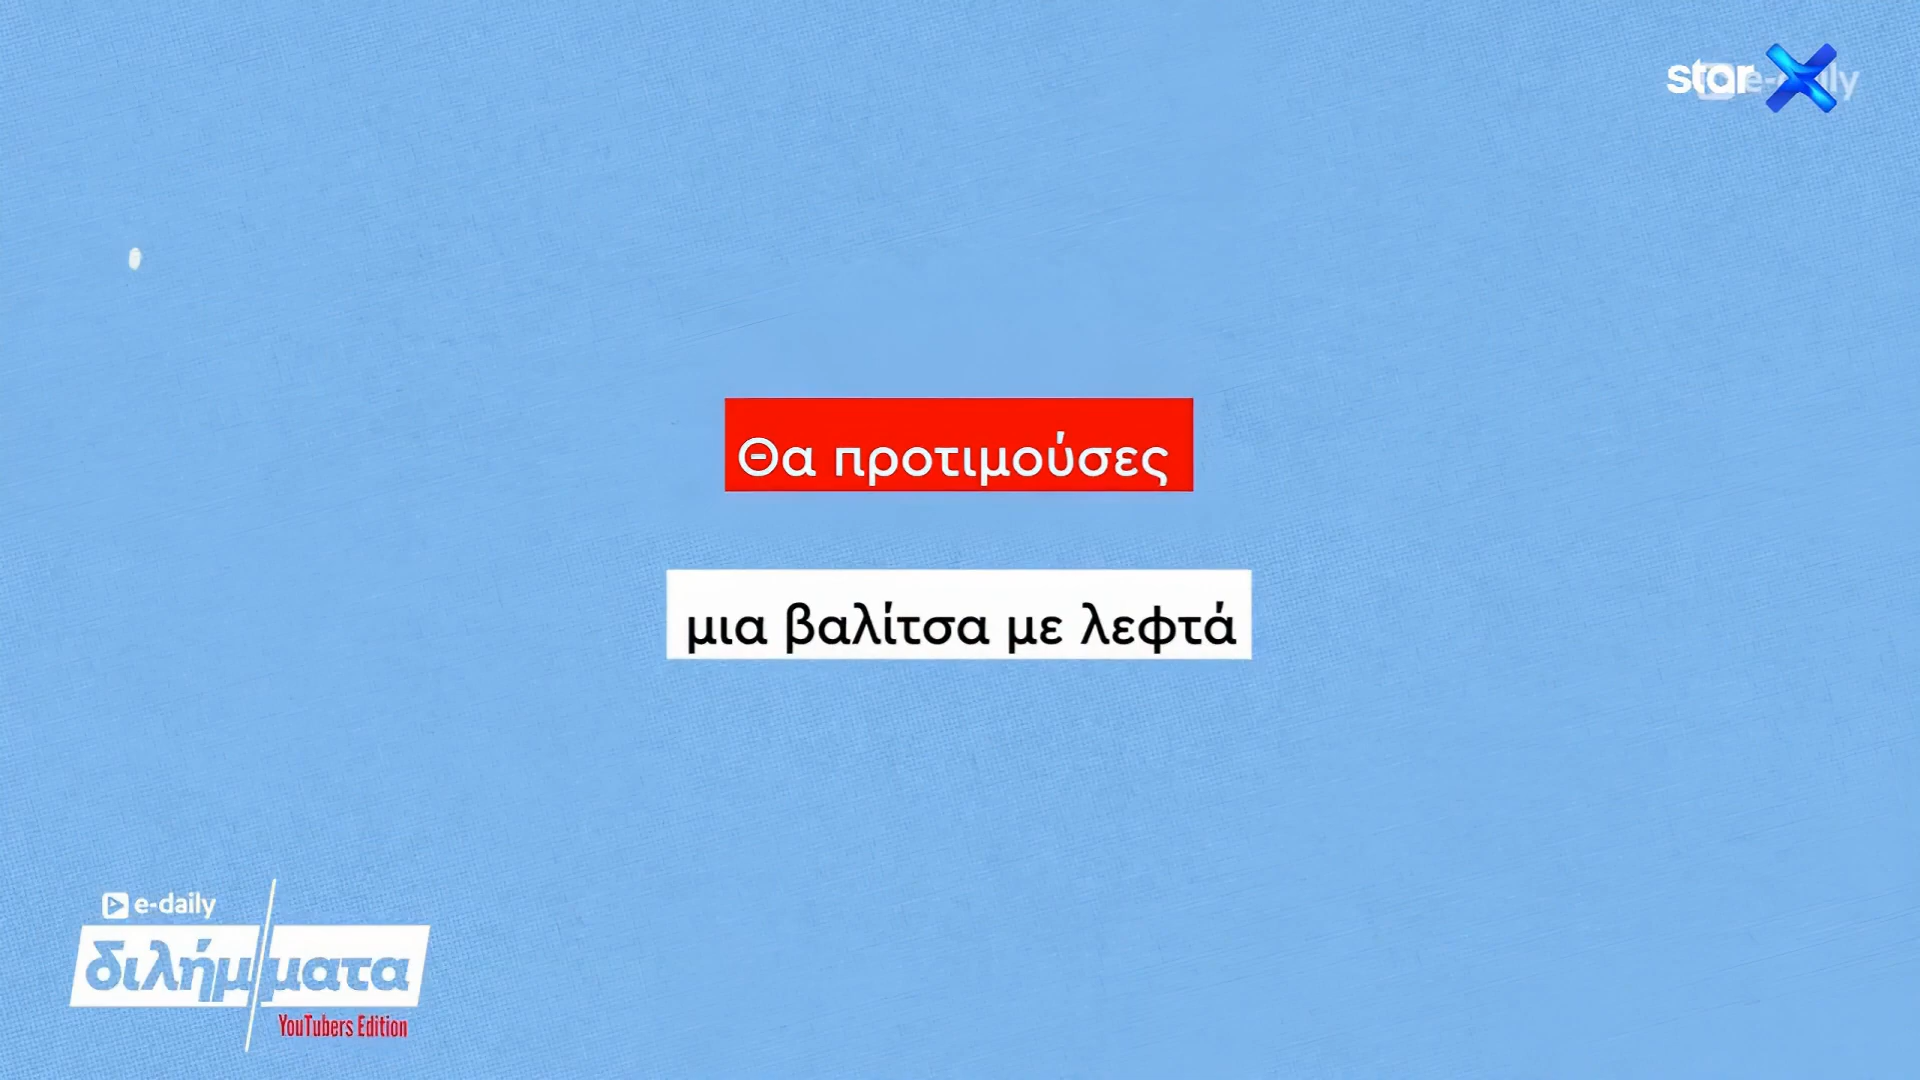 star X
Θα προτιμούσες
μια βαλίτσα με λεφτά
e-daily
διλήμματα
YouTubers Edition